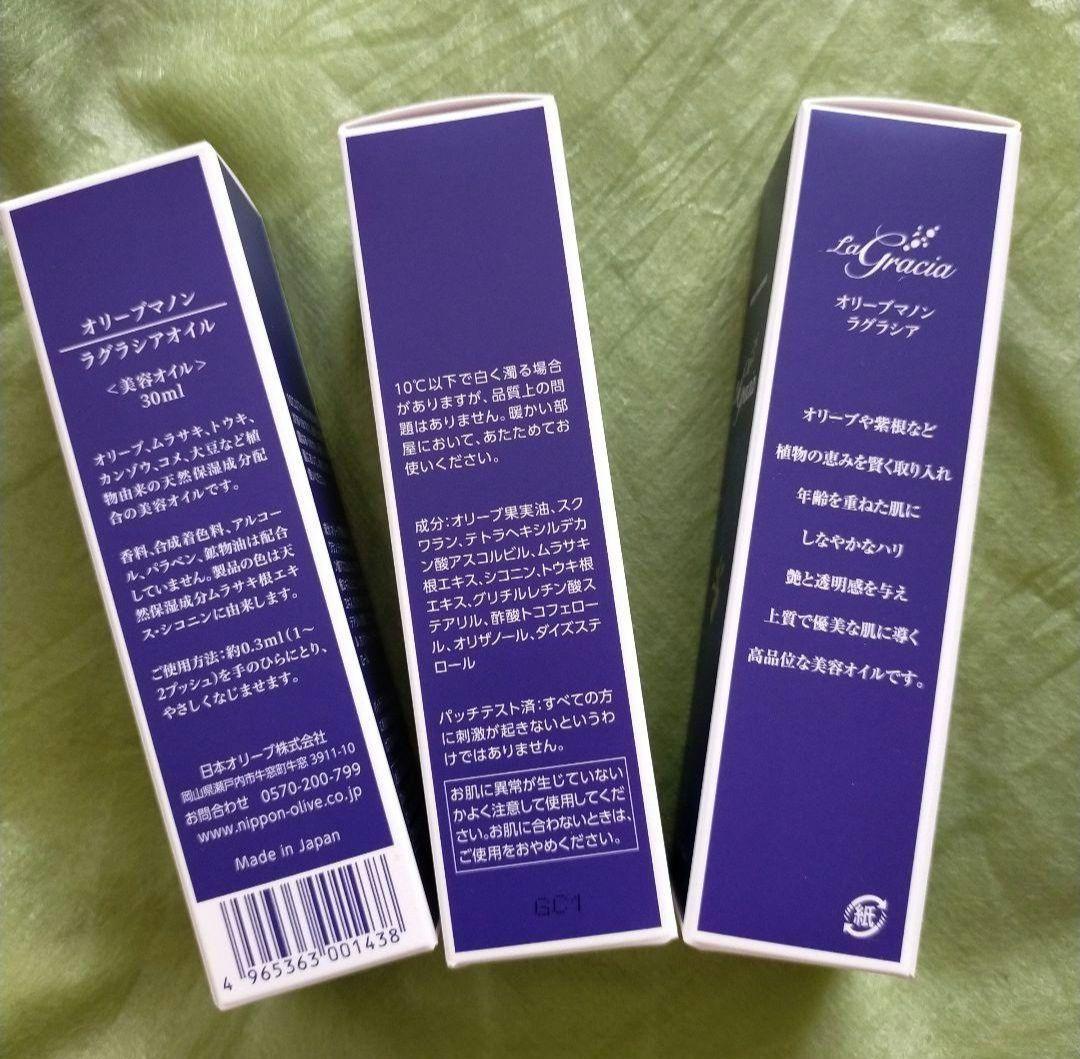 オリーブマノン
ラグラシアオイル
<美容オイル>
30ml
オリーブ、ムラサキ、トウキ、
カンゾウ、コメ、大豆など植
物由来の天然保湿成分配
合の美容オイルです。
香料、合成着色料、アルコー
ル、パラベン、鉱物油は配合
していません。製品の色は天
然保湿成分ムラサキ根エキ
ス・シコニンに由来します。
ご使用方法:約0.3ml(1〜
2プッシュ)を手のひらにとり、
やさしくなじませます。
日本オリーブ株式会社
岡山県瀬戸内市牛窓町牛窓 3911-10
お問合わせ 0570-200-799
www.nippon-olive.co.jp
Made in Japan
4 965363 001438
10℃以下で白く濁る場合
がありますが、品質上の問
題はありません。暖かい部
屋において、あたためてお
使いください。
成分:オリーブ果実油、スク
ワラン、テトラヘキシルデカ
ン酸アスコルビル、ムラサキ
根エキス、シコニン、トウキ根
エキス、グリチルレチン酸ス
テアリル、酢酸トコフェロー
ル、オリザノール、ダイズステ
ロール
パッチテスト済:すべての方
に刺激が起きないというわ
けではありません。
お肌に異常が生じていない
かよく注意して使用してくだ
さい。お肌に合わないときは、
ご使用をおやめください。
GC1
La Gracia
オリーブマノン
ラグラシア
オリーブや紫根など
植物の恵みを賢く取り入れ
年齢を重ねた肌に
しなやかなハリ
艶と透明感を与え
上質で優美な肌に導く
高品位な美容オイルです。
紙